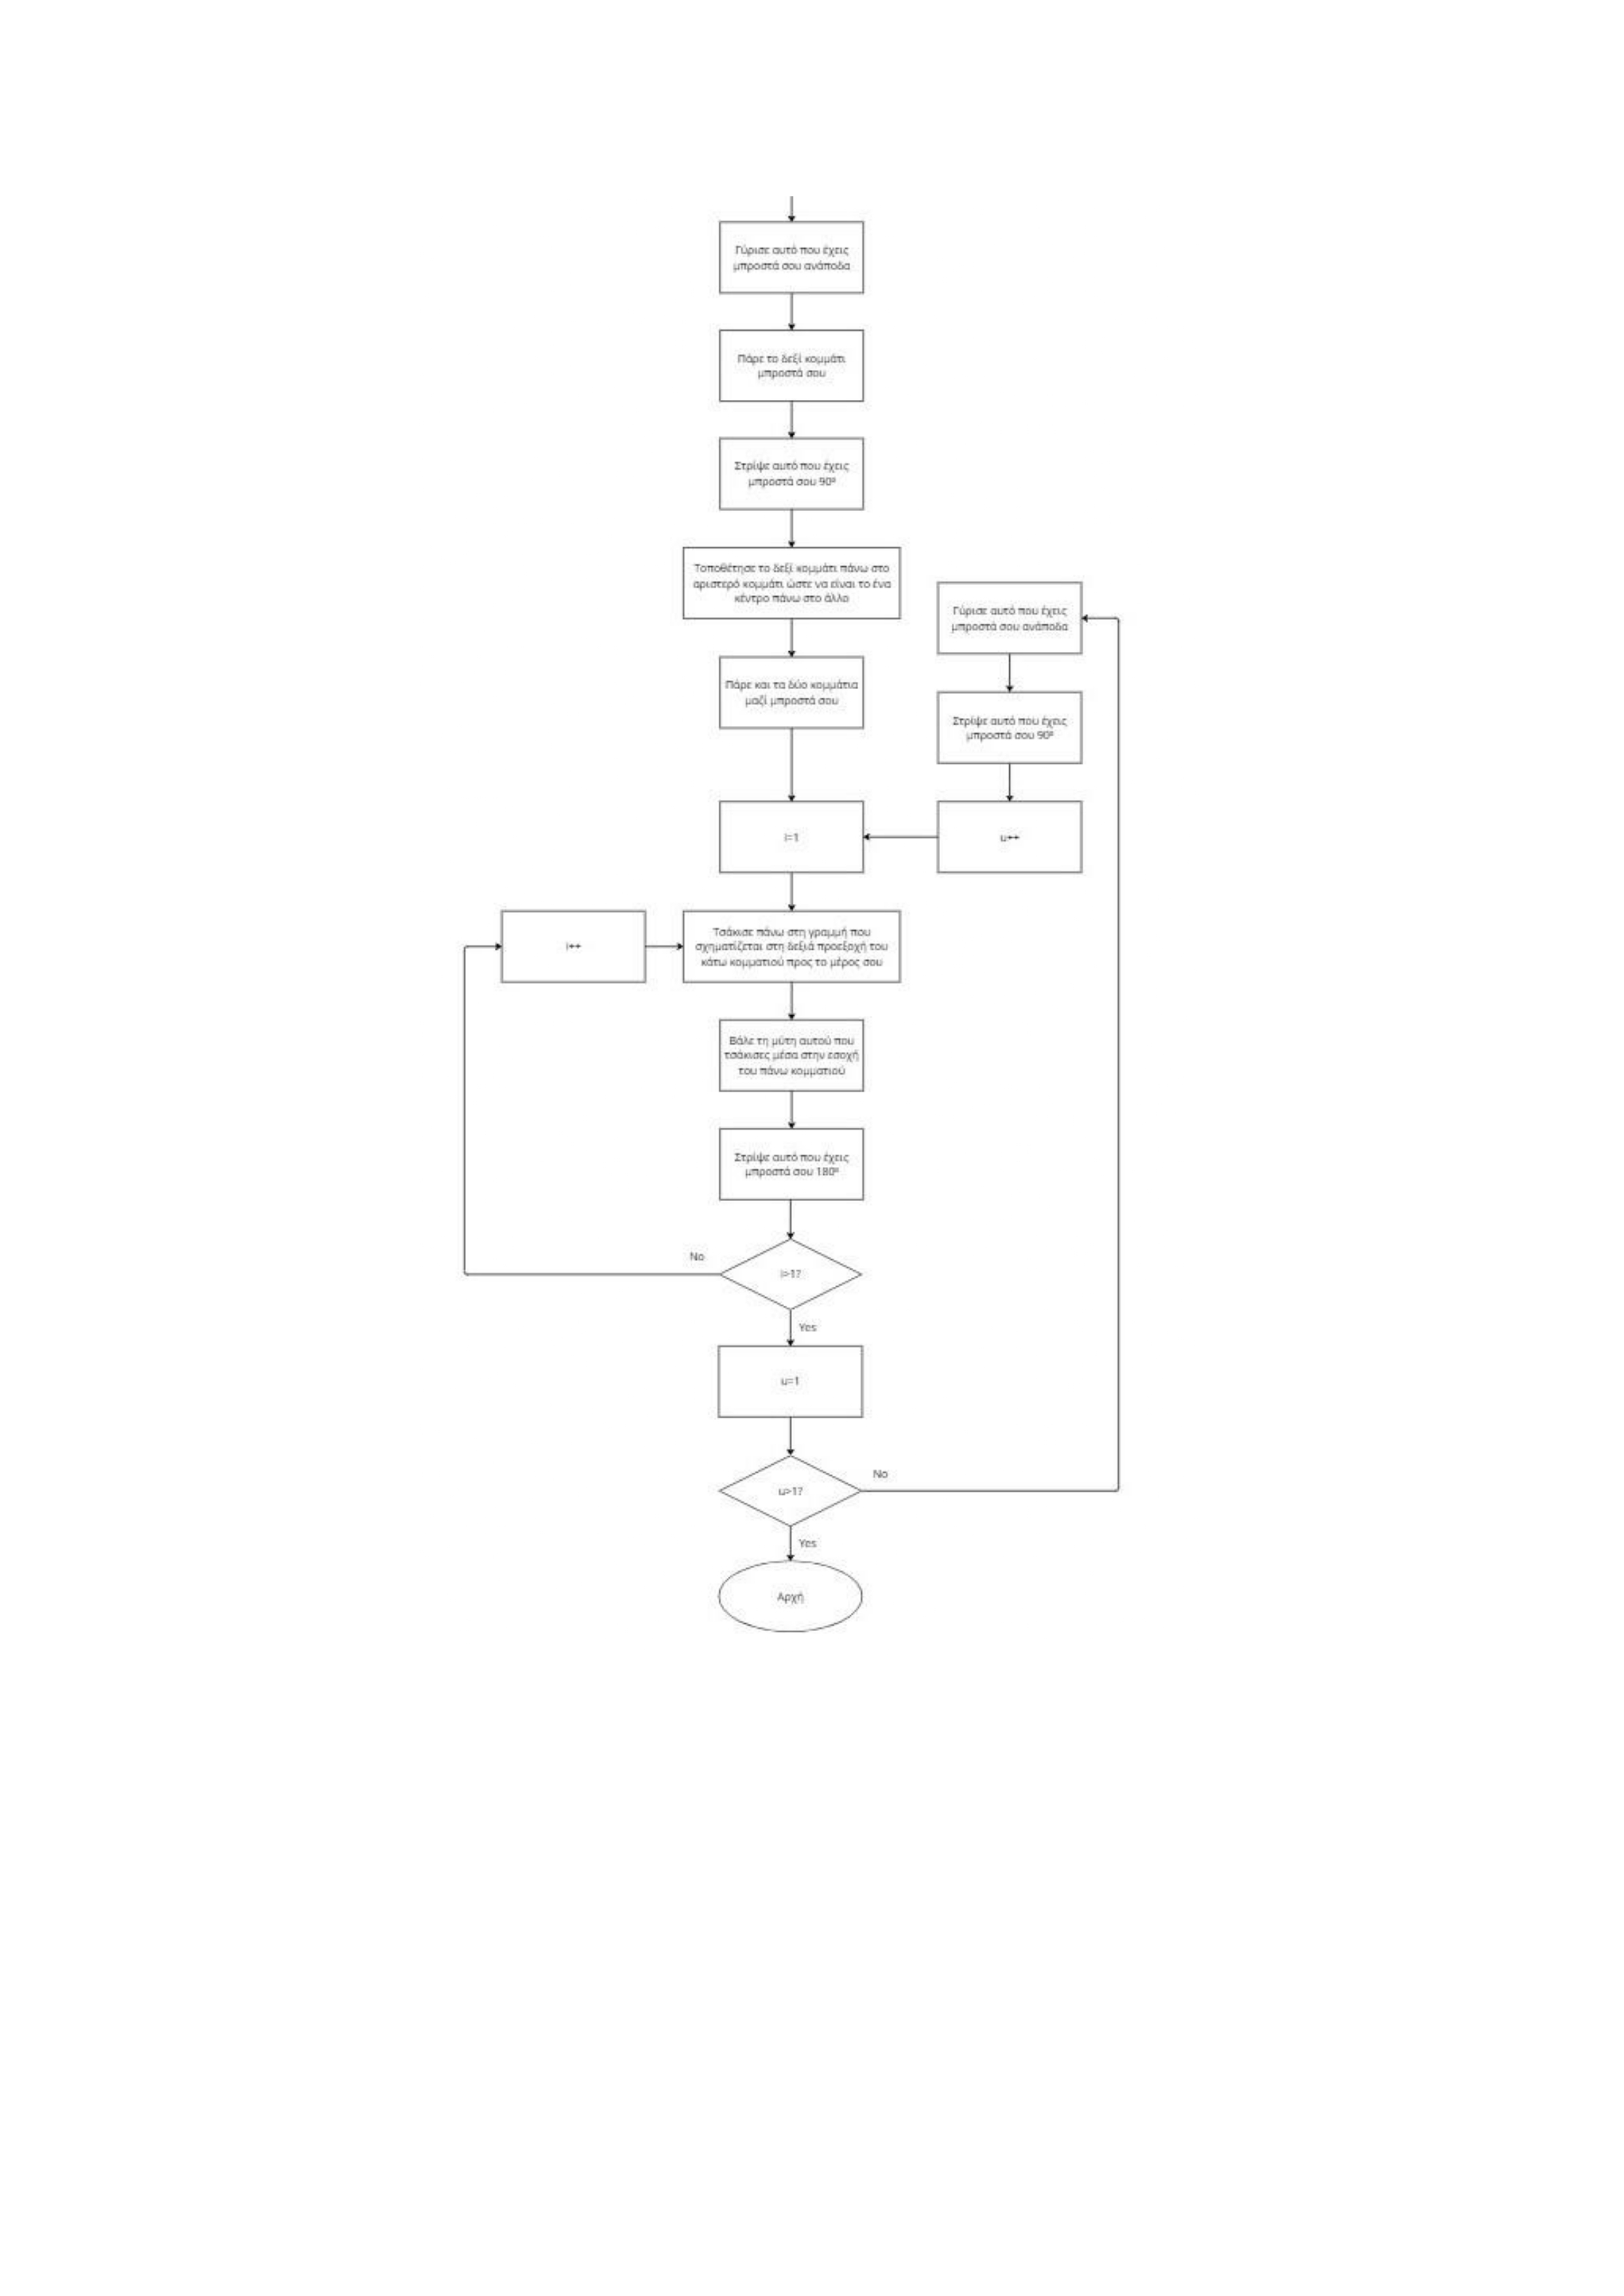 Γύρισε αυτό που έχεις
μπροστά σου ανάποδα
Πάρε το δεξί κομμάτι
μπροστά σου
Στρίψε αυτό που έχεις
μπροστά σου 90º
Τοποθέτησε το δεξί κομμάτι πάνω στο
αριστερό κομμάτι ώστε να είναι το ένα
κέντρο πάνω στο άλλο
Γύρισε αυτό που έχεις
μπροστά σου ανάποδα
Πάρε και τα δύο κομμάτια
μαζί μπροστά σου
Στρίψε αυτό που έχεις
μπροστά σου 90º
i=1
u++
i++
Τσάκισε πάνω στη γραμμή που
σχηματίζεται στη δεξιά προεξοχή του
κάτω κομματιού προς το μέρος σου
Βάλε τη μύτη αυτού που
τσάκισες μέσα στην εσοχή
του πάνω κομματιού
Στρίψε αυτό που έχεις
μπροστά σου 180º
No
i>1?
Yes
u=1
No
u>1?
Yes
Αρχή